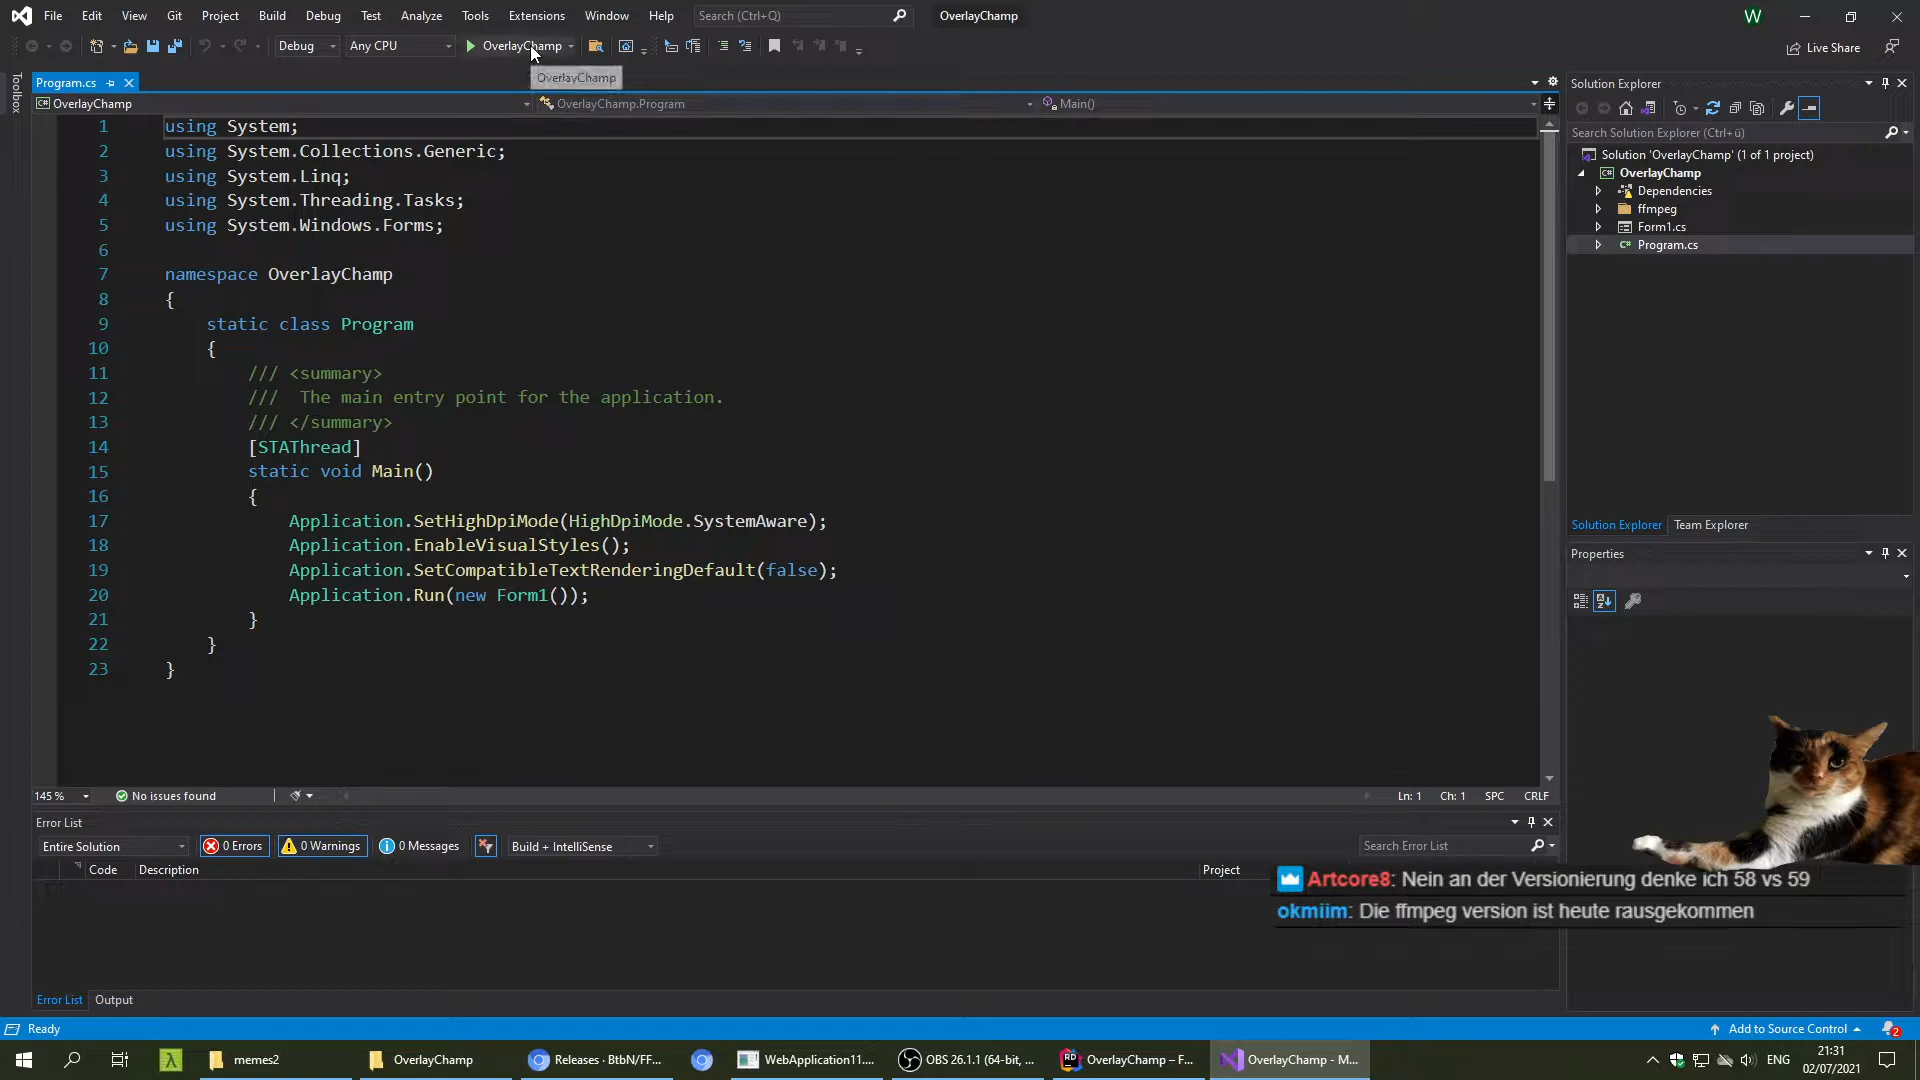 File Edit View Git Project Build Debug Test Analyze Tools Extensions Window Help Search (Ctrl+Q) OverlayChamp W
Debug Any CPU OverlayChamp Live Share
OverlayChamp
Toolbox
Program.cs
OverlayChamp OverlayChamp.Program Main()
1 using System;
2 using System.Collections.Generic;
3 using System.Linq;
4 using System.Threading.Tasks;
5 using System.Windows.Forms;
6
7 namespace OverlayChamp
8 {
9 static class Program
10 {
11 /// <summary>
12 /// The main entry point for the application.
13 /// </summary>
14 [STAThread]
15 static void Main()
16 {
17 Application.SetHighDpiMode(HighDpiMode.SystemAware);
18 Application.EnableVisualStyles();
19 Application.SetCompatibleTextRenderingDefault(false);
20 Application.Run(new Form1());
21 }
22 }
23 }
145 % No issues found Ln: 1 Ch: 1 SPC CRLF
Error List
Entire Solution 0 Errors 0 Warnings 0 Messages Build + IntelliSense Search Error List
Code Description Project
Error List Output
Solution Explorer
Search Solution Explorer (Ctrl+ü)
Solution 'OverlayChamp' (1 of 1 project)
OverlayChamp
Dependencies
ffmpeg
Form1.cs
Program.cs
Solution Explorer Team Explorer
Properties
Artcore8: Nein an der Versionierung denke ich 58 vs 59
okmiim: Die ffmpeg version ist heute rausgekommen
Ready Add to Source Control 2
memes2 OverlayChamp Releases · BtbN/FF... WebApplication11.... OBS 26.1.1 (64-bit, ... OverlayChamp – F... OverlayChamp - M... ENG 21:31
02/07/2021